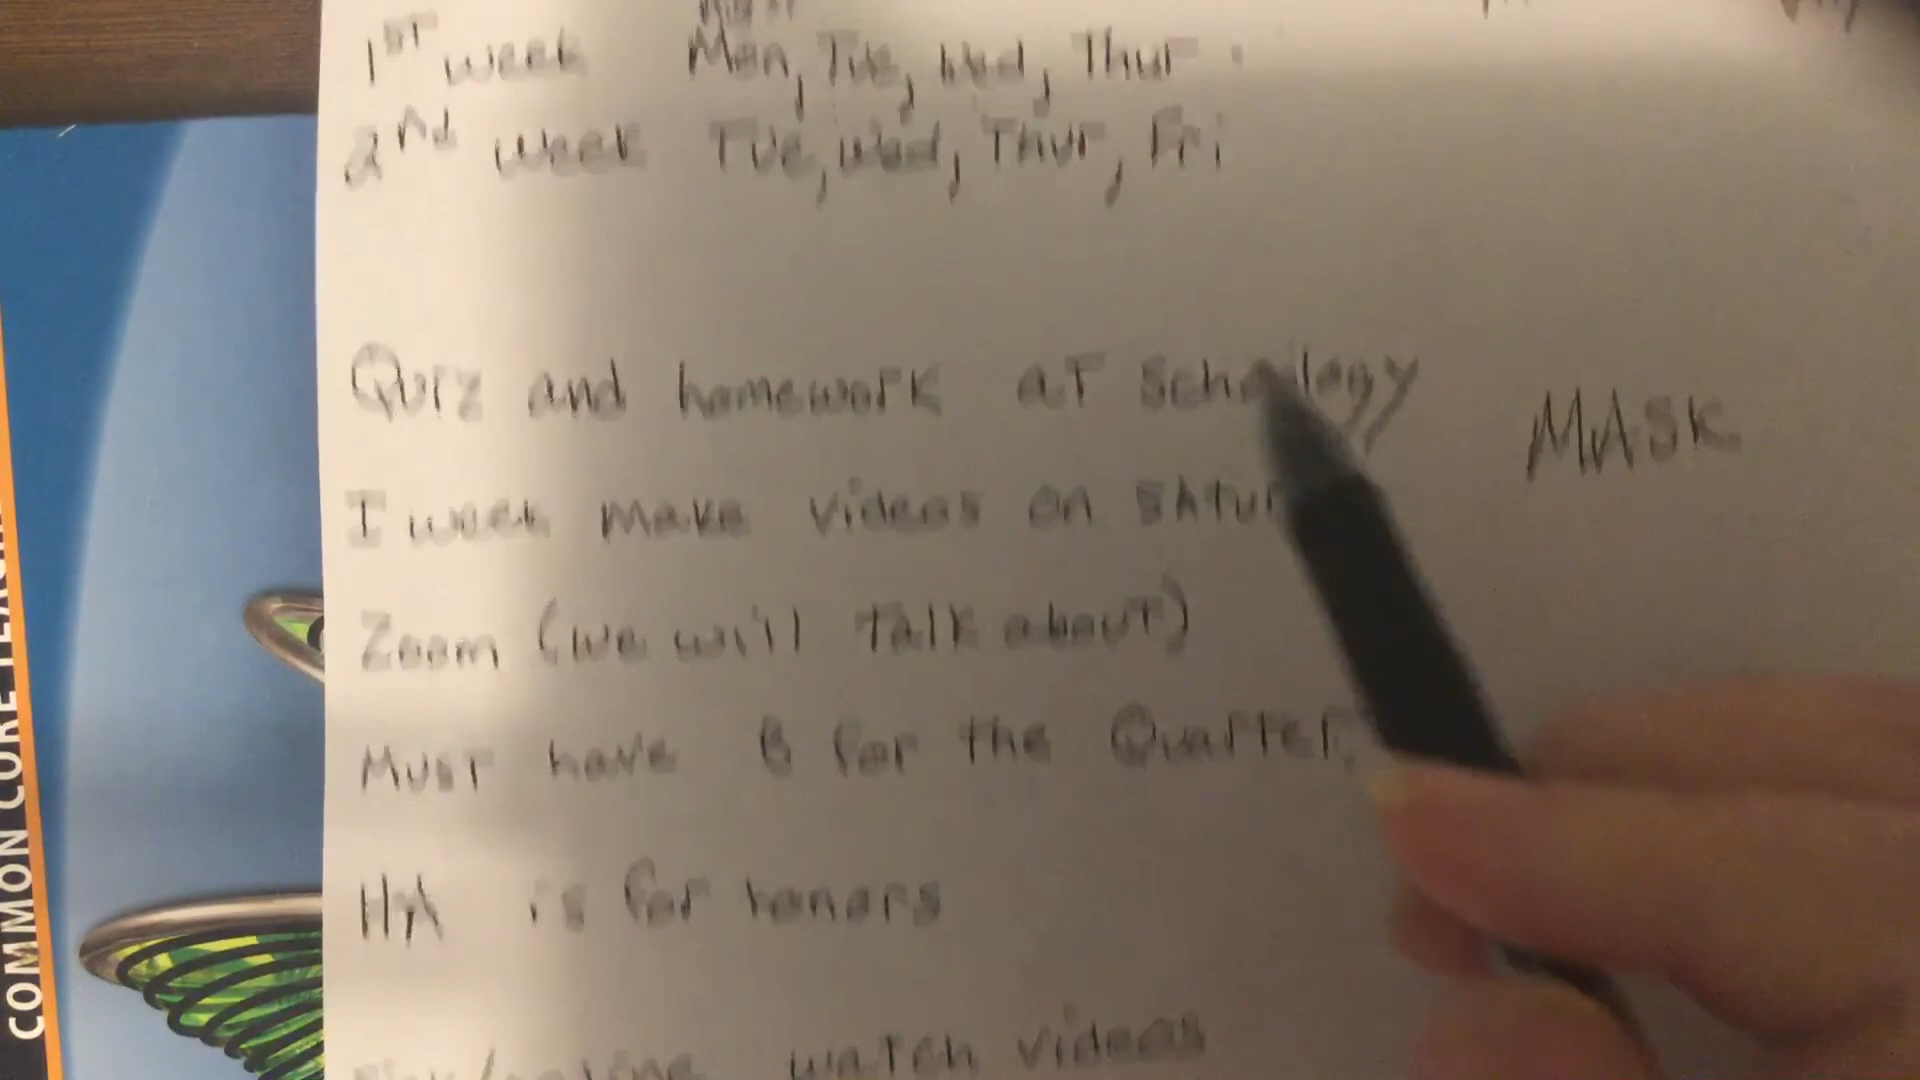 1ST week Mon, Tue, Wed, Thur.
2nd week Tue, Wed, Thur, Fri
Quiz and homework at Schoology
MASK
I week make videos on satur
Zoom (we will talk about)
Must have B for the Quarter.
HA is for honors
watch videos
COMMON CORE